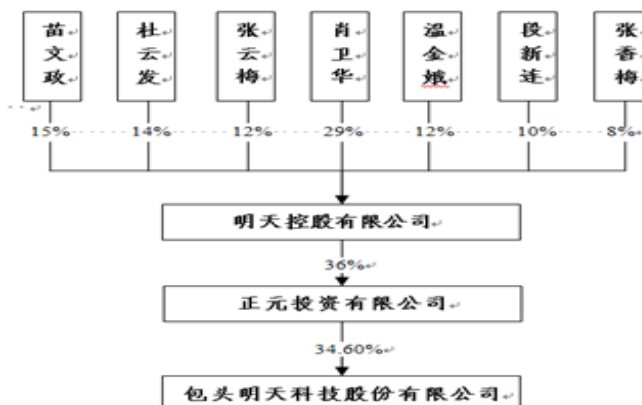 苗文政 杜云发 张云梅 肖卫华 温金娥 段新连 张香梅
15% 14% 12% 29% 12% 10% 8%
明天控股有限公司
36%
正元投资有限公司
34.60%
包头明天科技股份有限公司